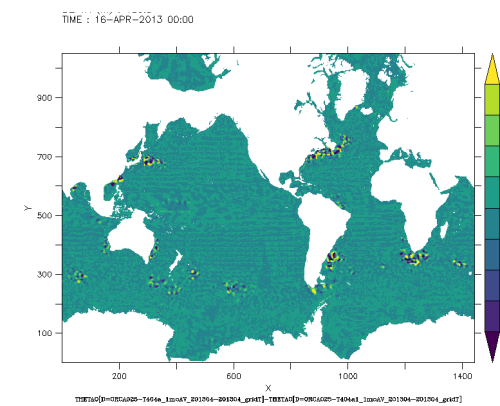 TIME : 16-APR-2013 00:00
900
700
500
300
100
Y
200
600
1000
1400
X
THETAO[D=ORCA025-T404a_1moAV_201304-201304_gridT]-THETAO[D=ORCA025-T404a1_1moAV_201304-201304_gridT]